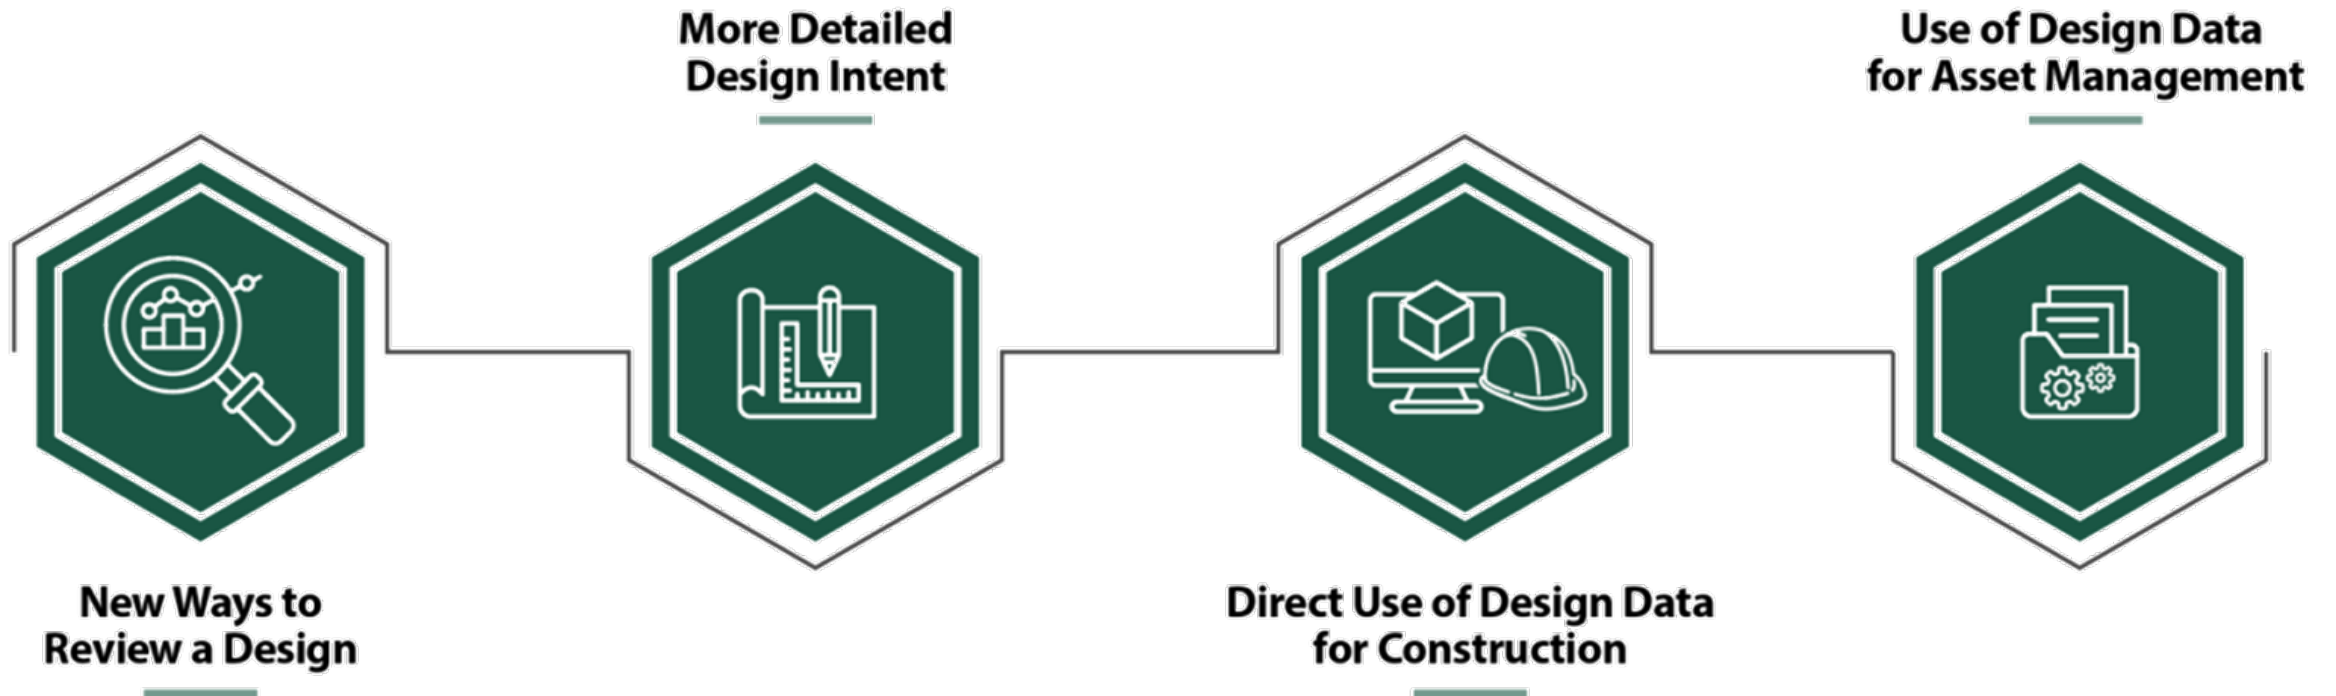 New Ways to
Review a Design
More Detailed
Design Intent
Direct Use of Design Data
for Construction
Use of Design Data
for Asset Management